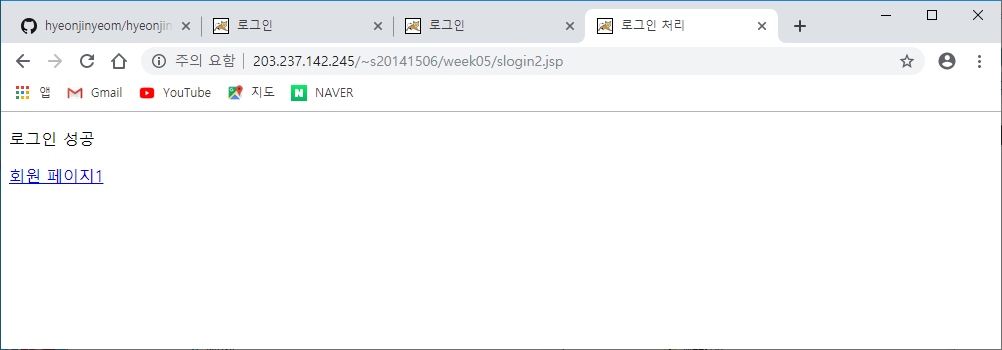 hyeonjinyeom/hyeonjin
로그인
로그인
로그인 처리
주의 요함
203.237.142.245/~s20141506/week05/slogin2.jsp
앱
Gmail
YouTube
지도
N
NAVER
로그인 성공
회원 페이지1